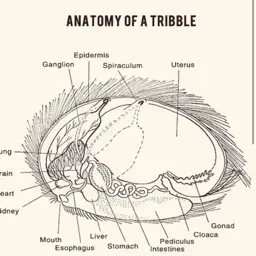 ANATOMY OF A TRIBBLE
Epidermis
Ganglion Spiraculum Uterus
ung
rain
eart
idney
Gonad
Mouth Liver Cloaca
Esophagus Stomach Pediculus
intestines